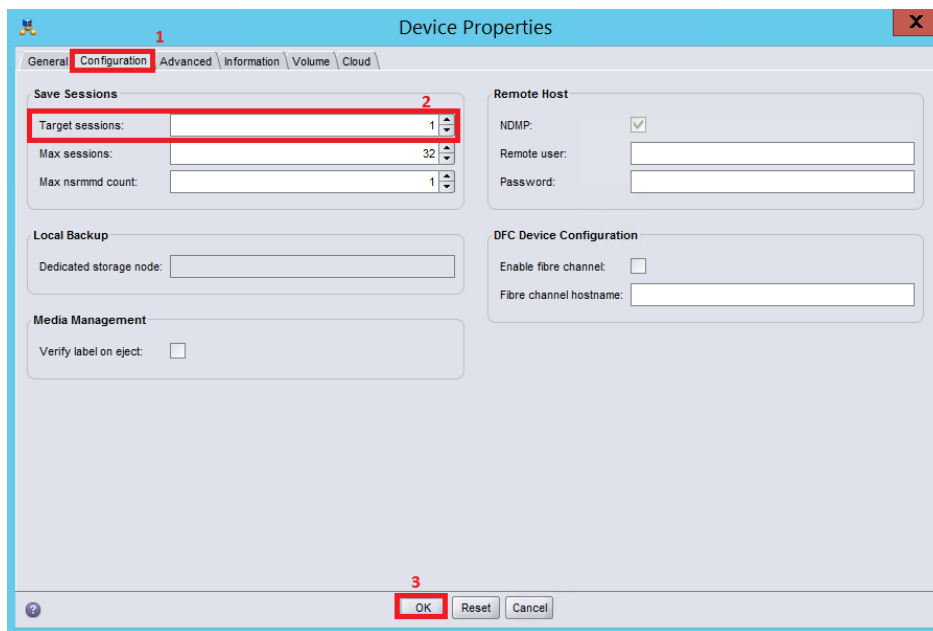 Device Properties
X
1
General Configuration Advanced Information Volume Cloud
Save Sessions
2
Target sessions: 1
Max sessions: 32
Max nsrmmd count: 1
Local Backup
Dedicated storage node:
Media Management
Verify label on eject:
Remote Host
NDMP:
Remote user:
Password:
DFC Device Configuration
Enable fibre channel:
Fibre channel hostname:
3
?
OK Reset Cancel